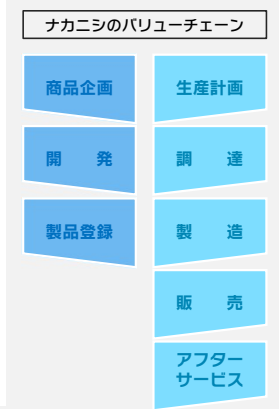 ナカニシのバリューチェーン
商品企画
開　発
製品登録
生産計画
調　達
製　造
販　売
アフター
サービス